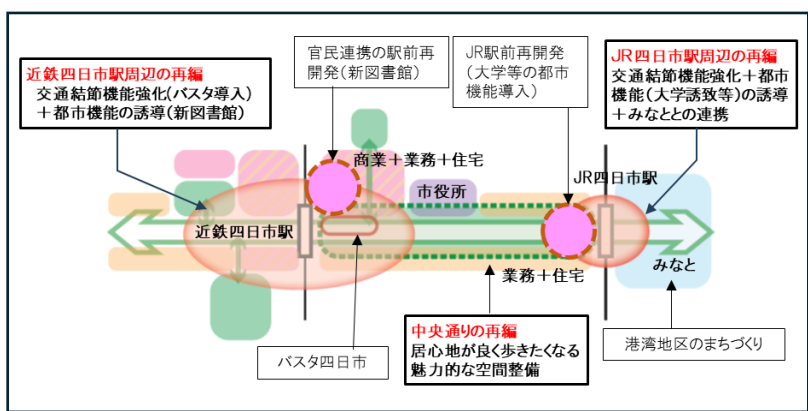 官民連携の駅前再
開発(新図書館)
JR駅前再開発
(大学等の都市
機能導入)
近鉄四日市駅周辺の再編
交通結節機能強化(バスタ導入)
+都市機能の誘導(新図書館)
JR四日市駅周辺の再編
交通結節機能強化+都市
機能(大学誘致等)の誘導
+みなととの連携
商業+業務+住宅
市役所
JR四日市駅
近鉄四日市駅
みなと
業務+住宅
バスタ四日市
中央通りの再編
居心地が良く歩きたくなる
魅力的な空間整備
港湾地区のまちづくり